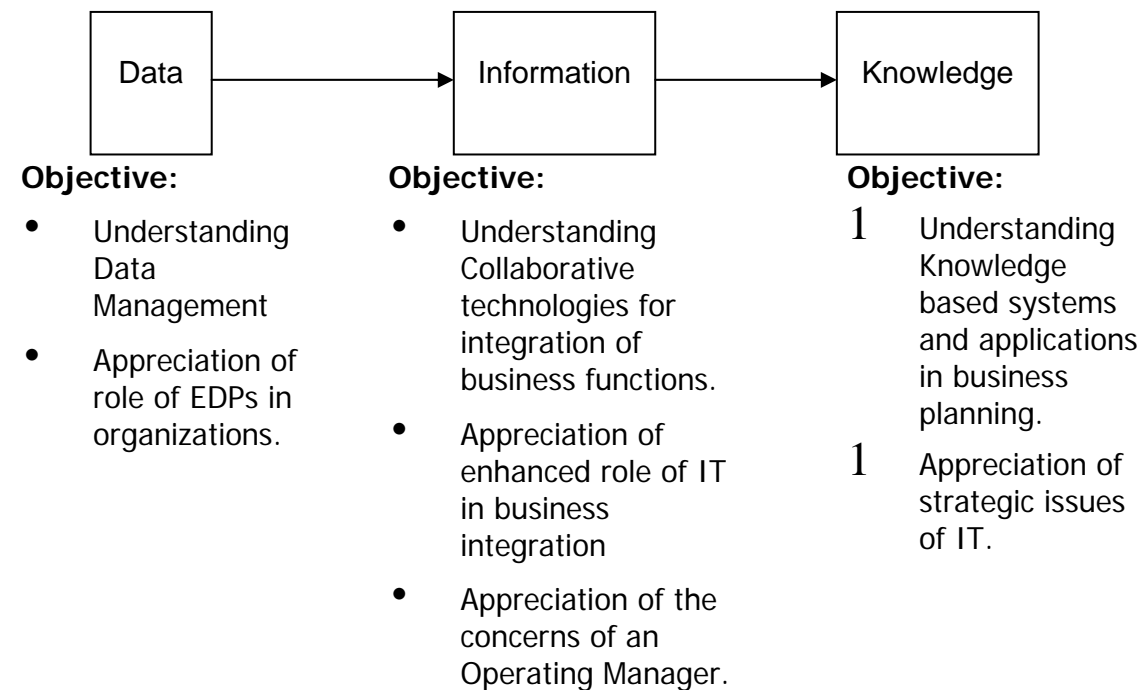 Data
Information
Knowledge
Objective:
• Understanding
Data
Management
• Appreciation of
role of EDPs in
organizations.
Objective:
• Understanding
Collaborative
technologies for
integration of
business functions.
• Appreciation of
enhanced role of IT
in business
integration
• Appreciation of the
concerns of an
Operating Manager.
Objective:
1 Understanding
Knowledge
based systems
and applications
in business
planning.
1 Appreciation of
strategic issues
of IT.